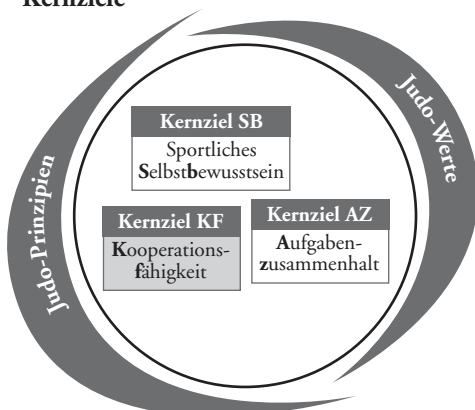 Kernziele
Judo-Werte
Judo-Prinzipien
Kernziel SB
Sportliches
Selbstbewusstsein
Kernziel KF
Kooperations-
fähigkeit
Kernziel AZ
Aufgaben-
zusammenhalt